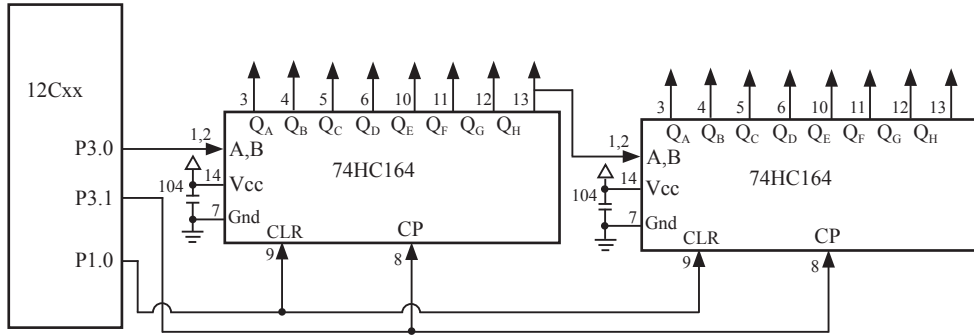 12Cxx
P3.0
P3.1
P1.0
3 4 5 6 10 11 12 13
QA QB QC QD QE QF QG QH
1,2
A,B
74HC164
14
Vcc
104
7
Gnd
CLR
CP
9
8
3 4 5 6 10 11 12 13
QA QB QC QD QE QF QG QH
1,2
A,B
74HC164
14
Vcc
104
7
Gnd
CLR
CP
9
8